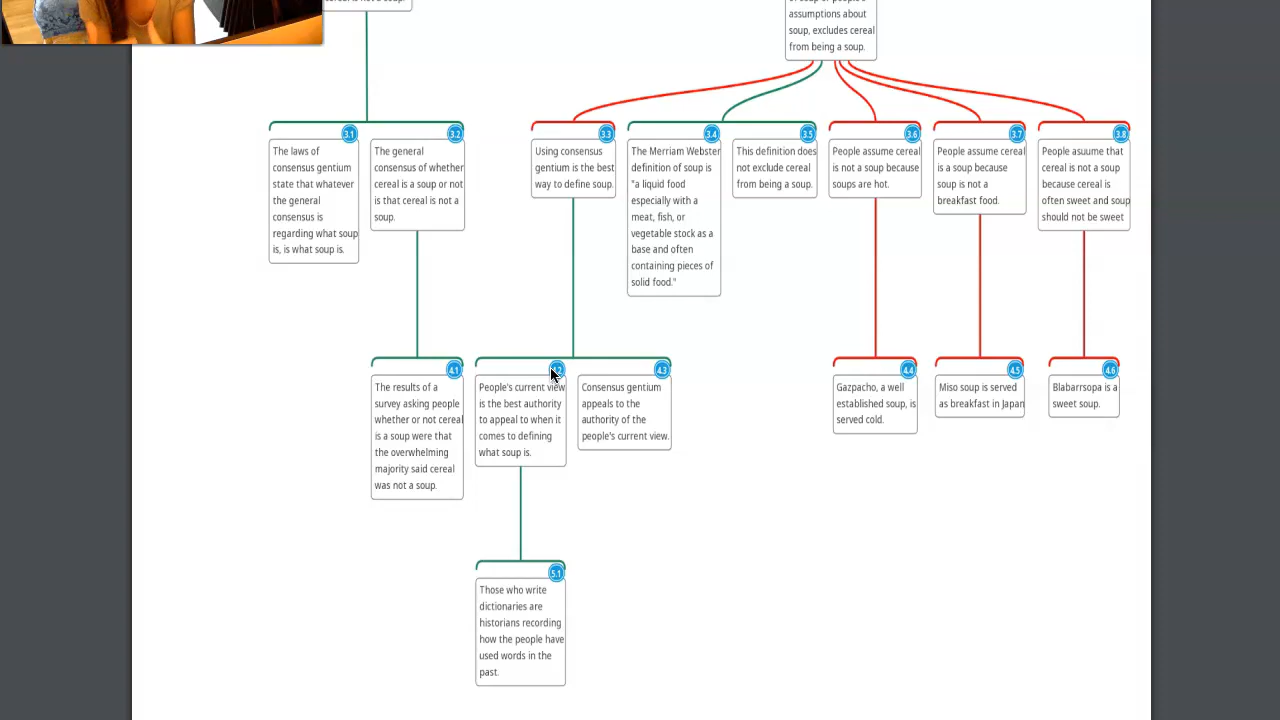 cereal is not a soup.
of soup or people's
assumptions about
soup, excludes cereal
from being a soup.
3.1
The laws of
consensus gentium
state that whatever
the general
consensus is
regarding what soup
is, is what soup is.
3.2
The general
consensus of whether
cereal is a soup or not
is that cereal is not a
soup.
3.3
Using consensus
gentium is the best
way to define soup.
3.4
The Merriam Webster
definition of soup is
"a liquid food
especially with a
meat, fish, or
vegetable stock as a
base and often
containing pieces of
solid food."
3.5
This definition does
not exclude cereal
from being a soup.
3.6
People assume cereal
is not a soup because
soups are hot.
3.7
People assume cereal
is a soup because
soup is not a
breakfast food.
3.8
People asuume that
cereal is not a soup
because cereal is
often sweet and soup
should not be sweet
4.1
The results of a
survey asking people
whether or not cereal
is a soup were that
the overwhelming
majority said cereal
was not a soup.
People's current view
is the best authority
to appeal to when it
comes to defining
what soup is.
4.3
Consensus gentium
appeals to the
authority of the
people's current view.
4.4
Gazpacho, a well
established soup, is
served cold.
4.5
Miso soup is served
as breakfast in Japan
4.6
Blabarrsopa is a
sweet soup.
5.1
Those who write
dictionaries are
historians recording
how the people have
used words in the
past.